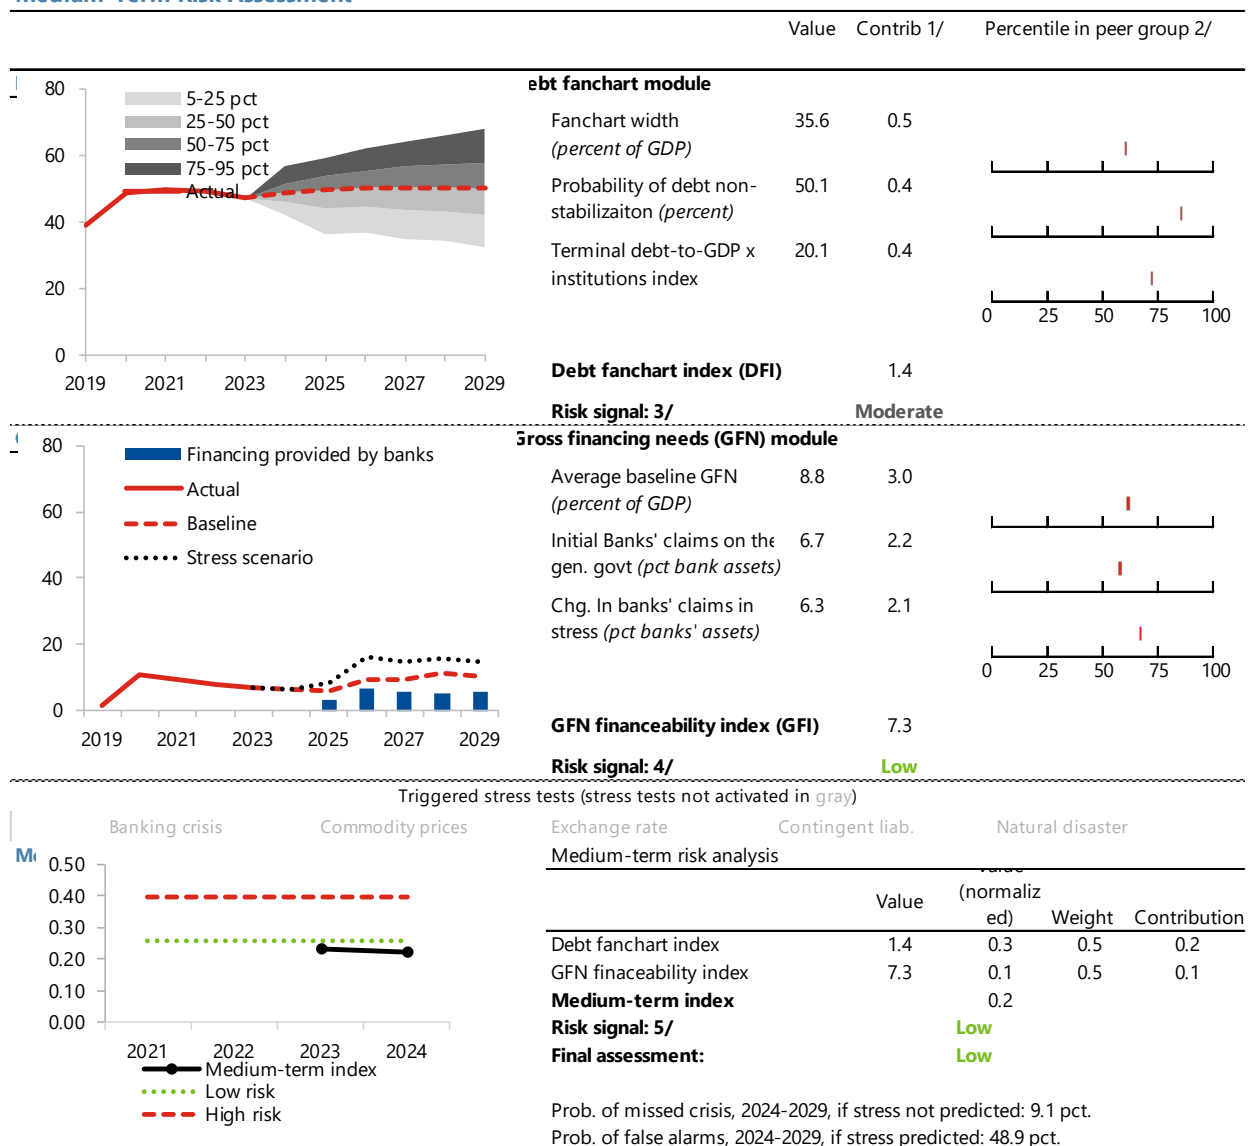 Medium-Term Risk Assessment
Value Contrib 1/ Percentile in peer group 2/
ebt fanchart module
80
60
40
20
0
5-25 pct
25-50 pct
50-75 pct
75-95 pct
Actual
2019 2021 2023 2025 2027 2029
Fanchart width 35.6 0.5
(percent of GDP)
Probability of debt non- 50.1 0.4
stabilizaiton (percent)
Terminal debt-to-GDP x 20.1 0.4
institutions index
0 25 50 75 100
Debt fanchart index (DFI) 1.4
Risk signal: 3/ Moderate
Gross financing needs (GFN) module
80
60
40
20
0
Financing provided by banks
Actual
Baseline
Stress scenario
2019 2021 2023 2025 2027 2029
Average baseline GFN 8.8 3.0
(percent of GDP)
Initial Banks' claims on the 6.7 2.2
gen. govt (pct bank assets)
Chg. In banks' claims in 6.3 2.1
stress (pct banks' assets)
0 25 50 75 100
GFN financeability index (GFI) 7.3
Risk signal: 4/ Low
Triggered stress tests (stress tests not activated in gray)
Banking crisis Commodity prices Exchange rate Contingent liab. Natural disaster
0.50
0.40
0.30
0.20
0.10
0.00
2021 2022 2023 2024
Medium-term index
Low risk
High risk
Medium-term risk analysis
Value (normaliz
ed) Weight Contribution
Debt fanchart index 1.4 0.3 0.5 0.2
GFN finaceability index 7.3 0.1 0.5 0.1
Medium-term index 0.2
Risk signal: 5/ Low
Final assessment: Low
Prob. of missed crisis, 2024-2029, if stress not predicted: 9.1 pct.
Prob. of false alarms, 2024-2029, if stress predicted: 48.9 pct.